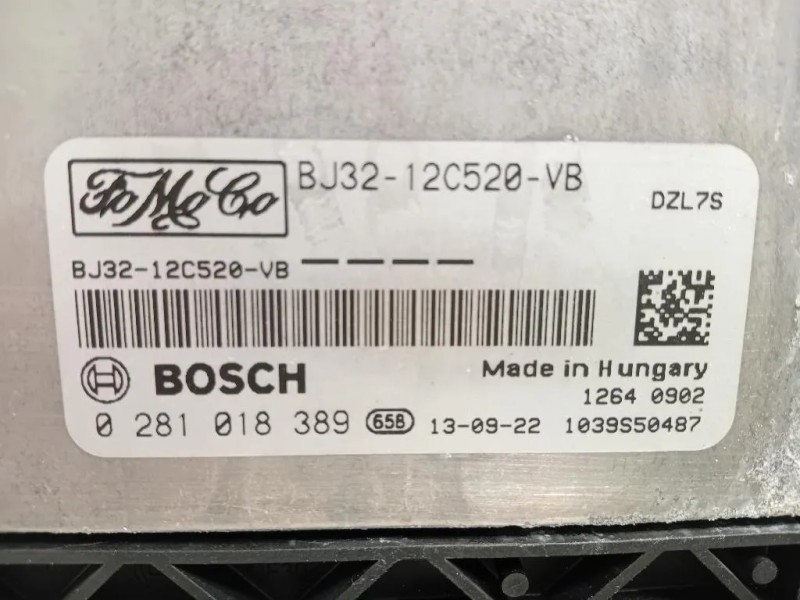 FoMoCo BJ32-12C520-VB
DZL7S
BJ32-12C520-VB — — — —
BOSCH
Made in Hungary
1264 0902
0 281 018 389 658 13-09-22 1039S50487